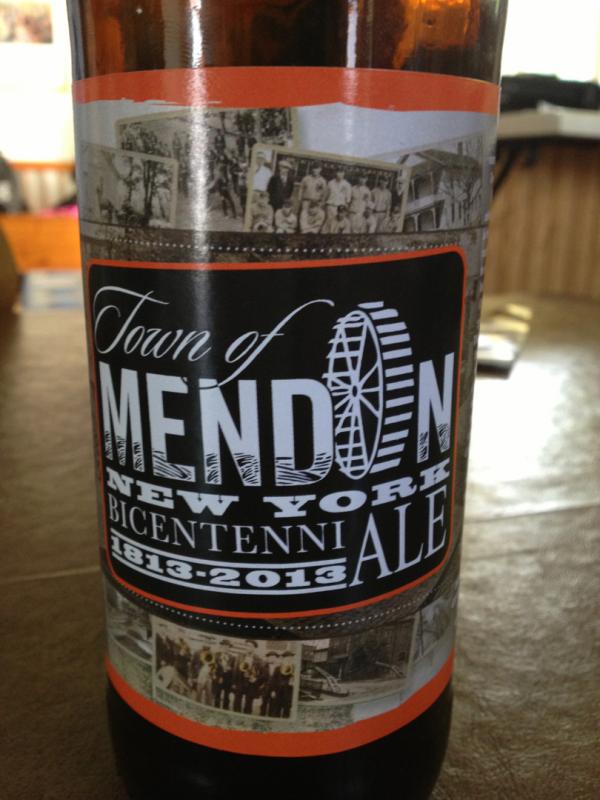 Town of
MENDON
NEW YORK
BICENTENNI ALE
1813-2013